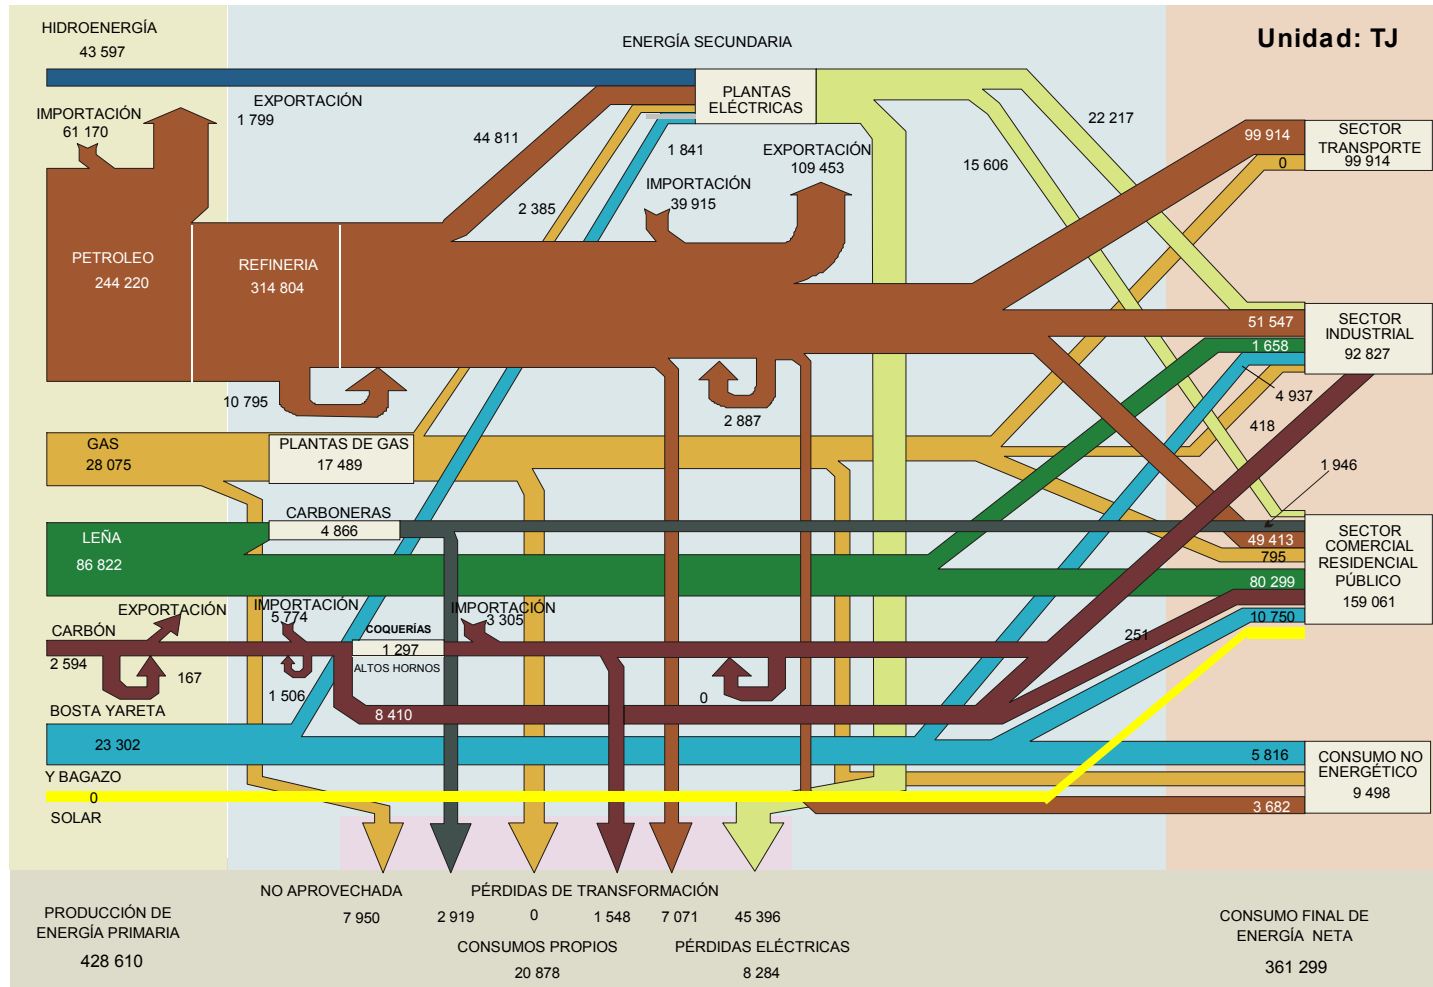 HIDROENERGÍA
43 597
ENERGÍA SECUNDARIA
Unidad: TJ
PLANTAS
ELÉCTRICAS
IMPORTACIÓN
61 170
EXPORTACIÓN
1 799
44 811
1 841
2 385
EXPORTACIÓN
109 453
IMPORTACIÓN
39 915
22 217
15 606
99 914
0
SECTOR
TRANSPORTE
99 914
PETROLEO
244 220
REFINERIA
314 804
51 547
1 658
SECTOR
INDUSTRIAL
92 827
10 795
2 887
4 937
418
GAS
28 075
PLANTAS DE GAS
17 489
1 946
CARBONERAS
4 866
LEÑA
86 822
49 413
795
80 299
10 750
SECTOR
COMERCIAL
RESIDENCIAL
PÚBLICO
159 061
EXPORTACIÓN
IMPORTACIÓN
5 774
IMPORTACIÓN
3 305
CARBÓN
2 594
167
1 506
COQUERÍAS
1 297
ALTOS HORNOS
251
0
8 410
BOSTA YARETA
23 302
Y BAGAZO
0
SOLAR
5 816
3 682
CONSUMO NO
ENERGÉTICO
9 498
NO APROVECHADA
7 950
PÉRDIDAS DE TRANSFORMACIÓN
2 919
0
1 548
7 071
45 396
CONSUMOS PROPIOS
20 878
PÉRDIDAS ELÉCTRICAS
8 284
PRODUCCIÓN DE
ENERGÍA PRIMARIA
428 610
CONSUMO FINAL DE
ENERGÍA NETA
361 299